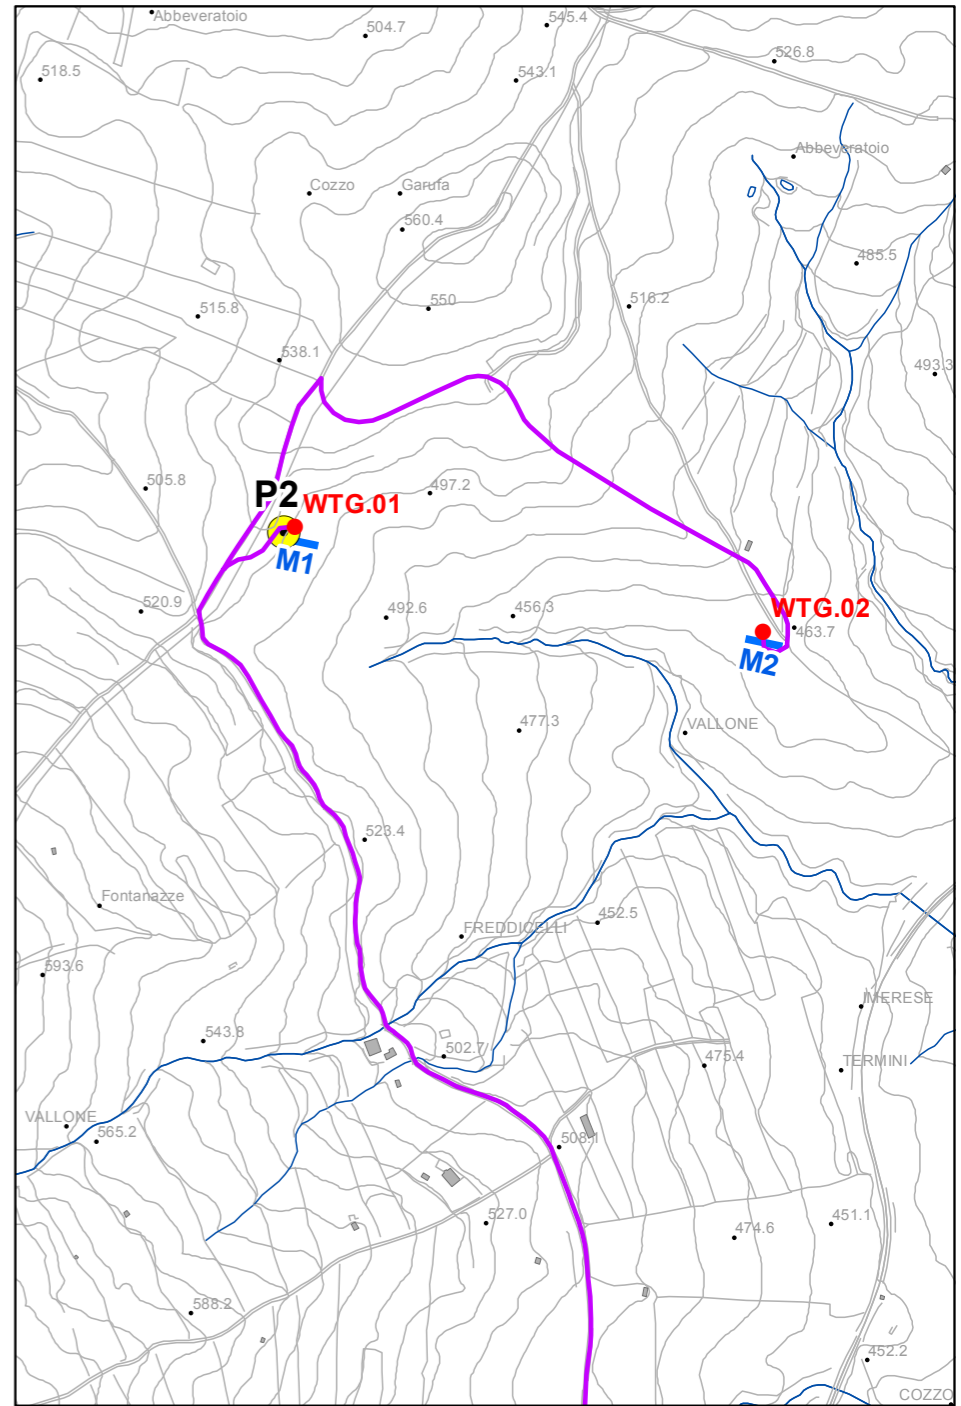 Abbeveratoio
504.7
545.4
526.8
518.5
543.1
Abbeveratoio
Cozzo
Garufa
560.4
485.5
515.8
550
516.2
538.1
493.3
505.8
497.2
P2
WTG.01
M1
520.9
492.6
456.3
WTG.02
463.7
M2
477.3
VALLONE
523.4
Fontanazze
FREDDICELLI
452.5
593.6
IMERESE
543.8
502.7
475.4
TERMINI
VALLONE
565.2
508.1
527.0
474.6
451.1
588.2
452.2
COZZO